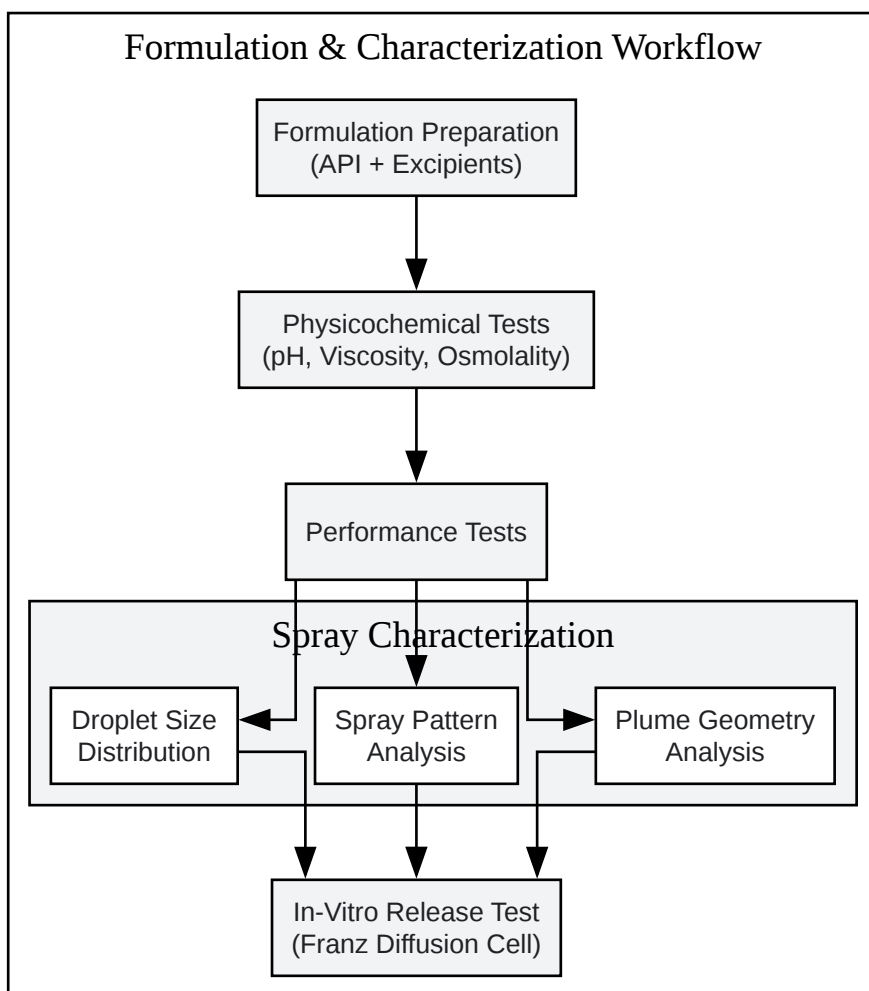 Formulation & Characterization Workflow
Formulation Preparation
(API + Excipients)
Physicochemical Tests
(pH, Viscosity, Osmolality)
Performance Tests
Spray Characterization
Droplet Size
Distribution
Spray Pattern
Analysis
Plume Geometry
Analysis
In-Vitro Release Test
(Franz Diffusion Cell)